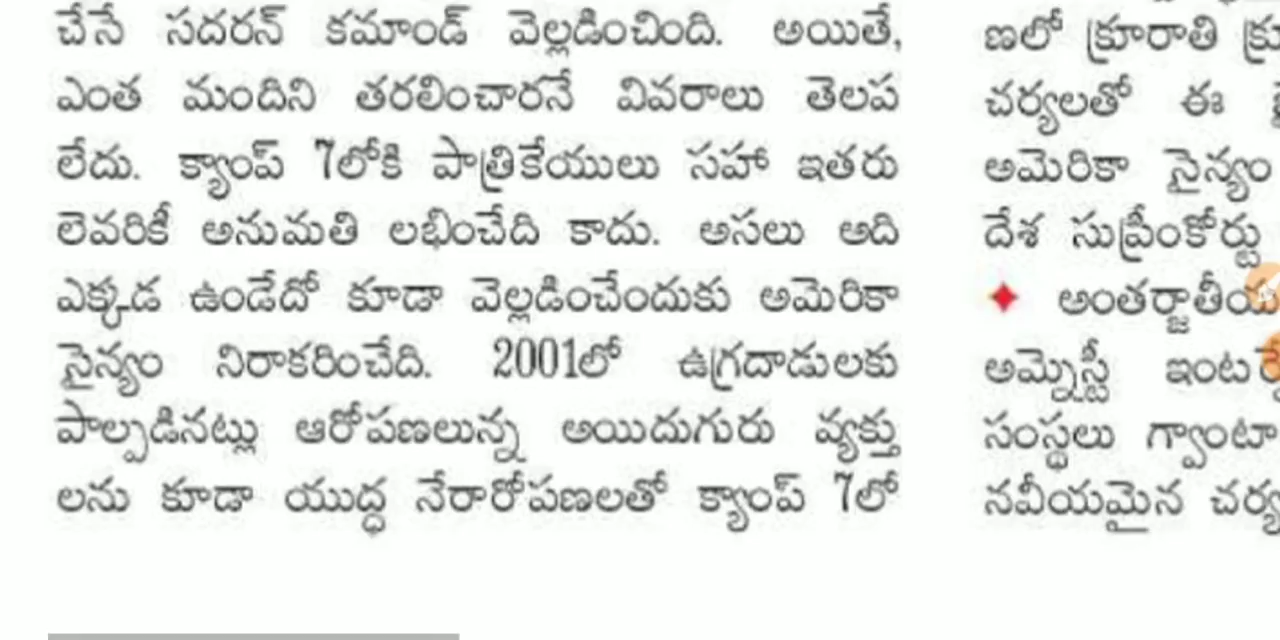 చేసే సదరన్ కమాండ్ వెల్లడించింది. అయితే,
ఎంత మందిని తరలించారనే వివరాలు తెలప
లేదు. క్యాంప్ 7లోకి పాత్రికేయులు సహా ఇతరు
లెవరికీ అనుమతి లభించేది కాదు. అసలు అది
ఎక్కడ ఉండేదో కూడా వెల్లడించేందుకు అమెరికా
సైన్యం నిరాకరించేది. 2001లో ఉగ్రదాడులకు
పాల్పడినట్లు ఆరోపణలున్న అయిదుగురు వ్యక్తు
లను కూడా యుద్ధ నేరారోపణలతో క్యాంప్ 7లో
ణలో క్రూరాతి
చర్యలతో ఈ
అమెరికా సైన్యం
దేశ సుప్రీంకోర్టు
అంతర్జాతీయ
అమ్నెస్టీ
సంస్థలు గ్వాంటా
నవీయమైన చర్య